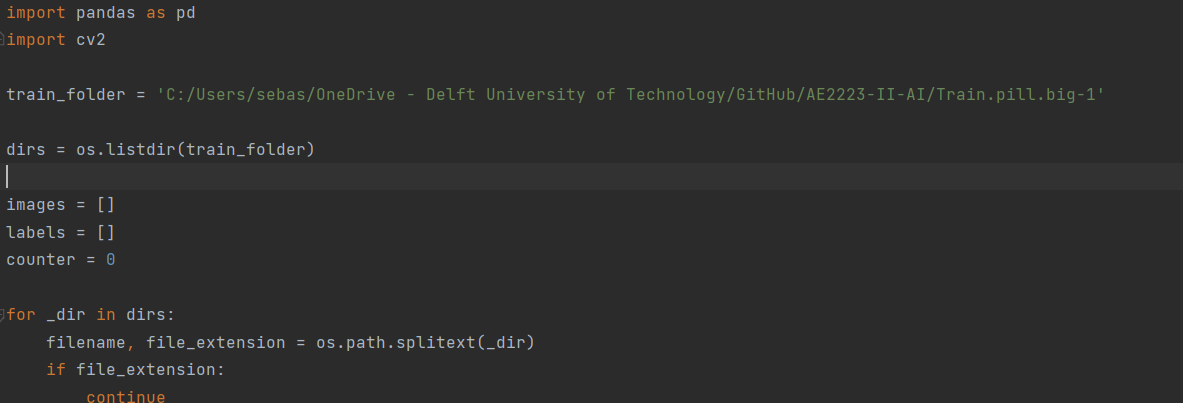 import pandas as pd
import cv2
train_folder = 'C:/Users/sebas/OneDrive - Delft University of Technology/GitHub/AE2223-II-AI/Train.pill.big-1'
dirs = os.listdir(train_folder)
images = []
labels = []
counter = 0
for _dir in dirs:
    filename, file_extension = os.path.splitext(_dir)
    if file_extension:
        continue